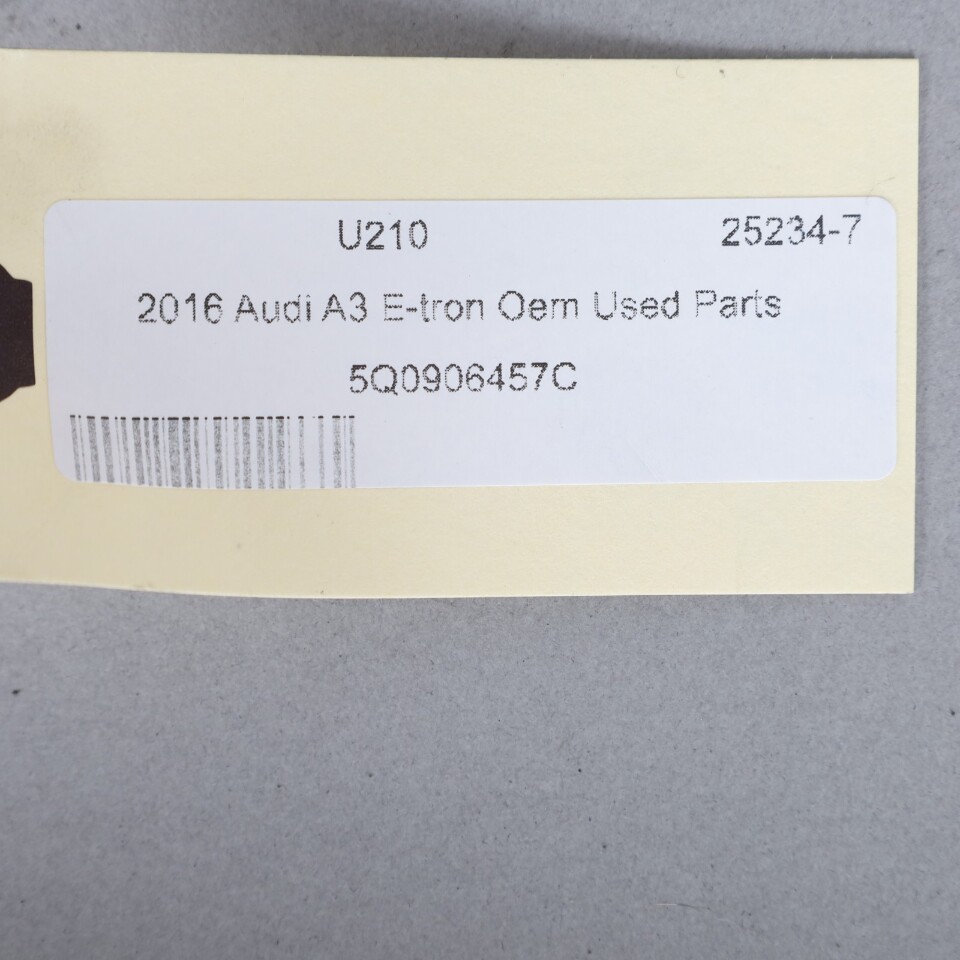 U210 25234-7
2016 Audi A3 E-tron Oem Used Parts
5Q0906457C